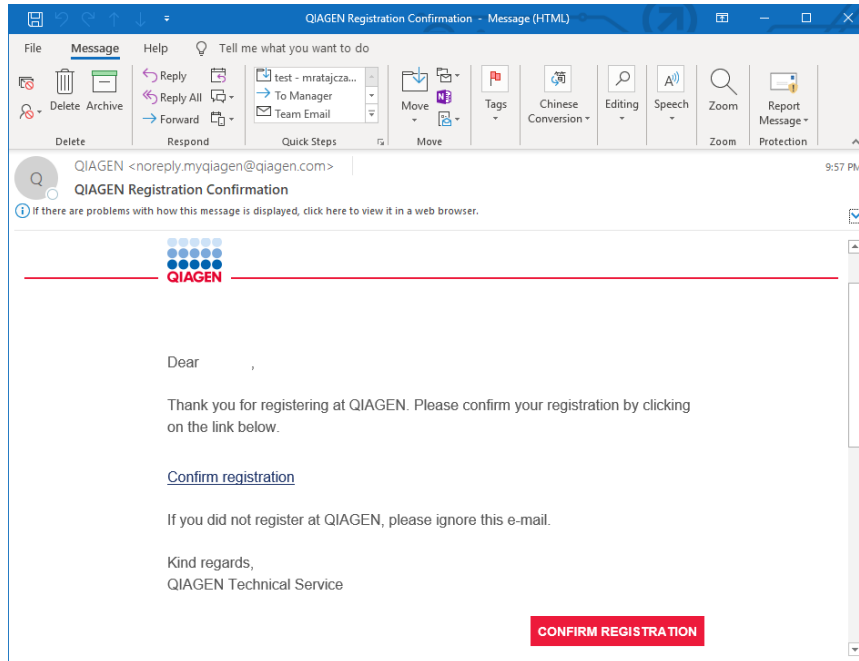 QIAGEN Registration Confirmation - Message (HTML)
File Message Help Tell me what you want to do
Delete Archive
Reply
Reply All
Forward
test - mratajcza...
To Manager
Team Email
Move
Tags
Chinese
Conversion
Editing
Speech
Zoom
Report
Message
Delete Respond Quick Steps Move Zoom Protection
Q
QIAGEN <noreply.myqiagen@qiagen.com>
9:57 PM
QIAGEN Registration Confirmation
If there are problems with how this message is displayed, click here to view it in a web browser.
QIAGEN
Dear ,
Thank you for registering at QIAGEN. Please confirm your registration by clicking
on the link below.
Confirm registration
If you did not register at QIAGEN, please ignore this e-mail.
Kind regards,
QIAGEN Technical Service
CONFIRM REGISTRATION